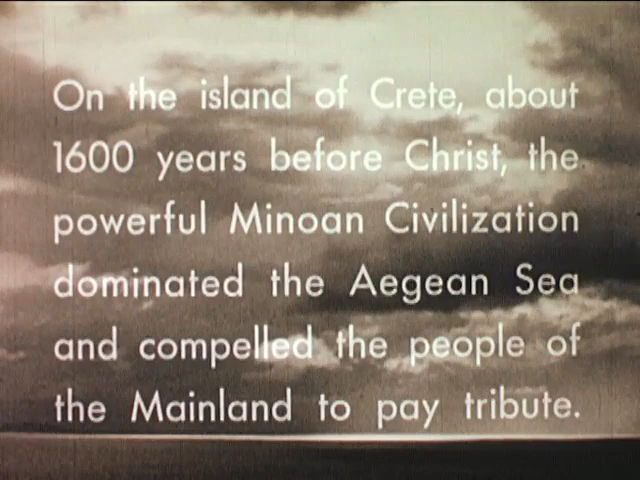 On the island of Crete, about
1600 years before Christ, the
powerful Minoan Civilization
dominated the Aegean Sea
and compelled the people of
the Mainland to pay tribute.